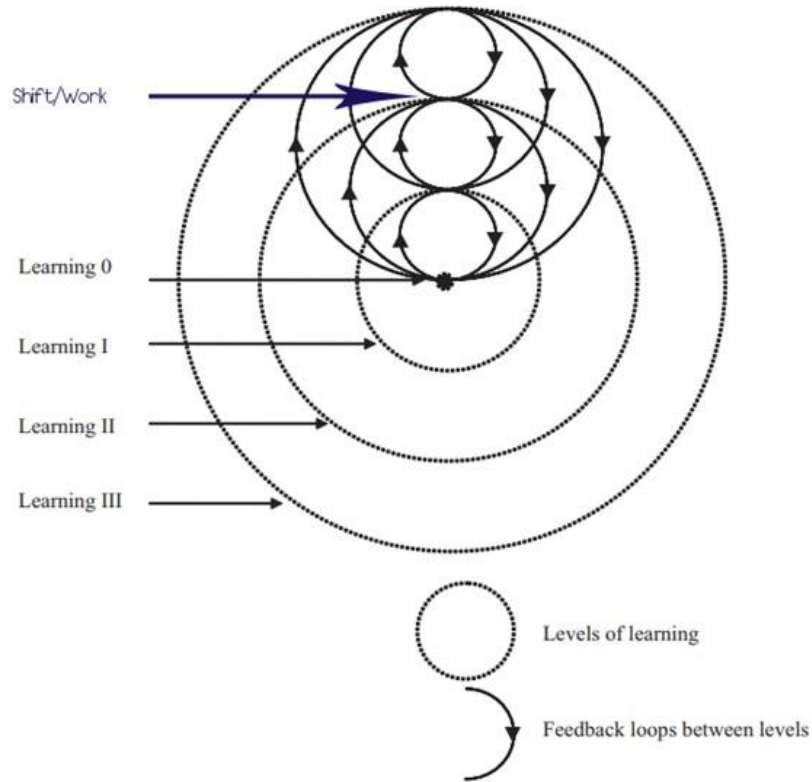 Shift/Work
Learning 0
Learning I
Learning II
Learning III
Levels of learning
Feedback loops between levels